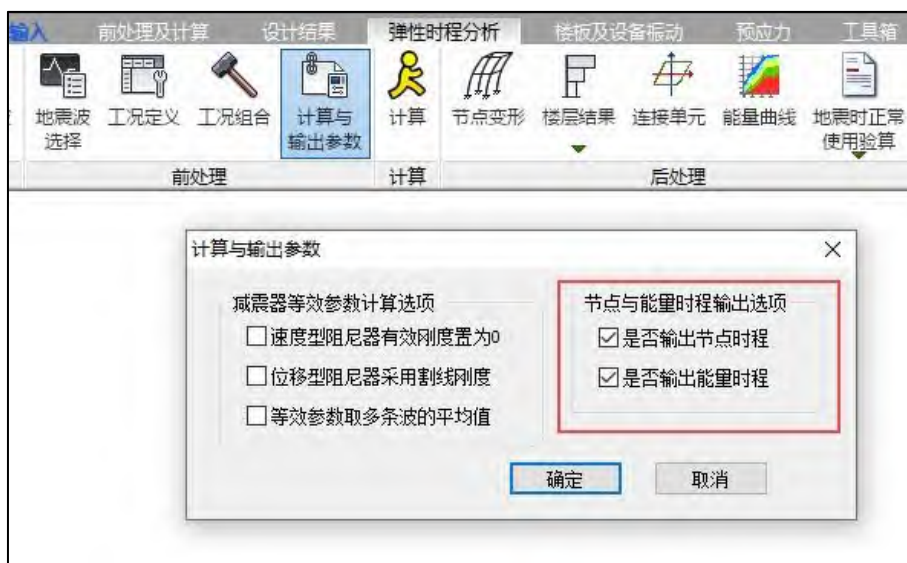 输入 前处理及计算 设计结果 弹性时程分析 楼板及设备振动 预应力 工具箱
地震波 工况定义 工况组合 计算与 计算 节点变形 楼层结果 连接单元 能量曲线 地震时正常
选择 输出参数 使用验算
前处理 计算 后处理
计算与输出参数
减震器等效参数计算选项 节点与能量时程输出选项
速度型阻尼器有效刚度置为0 是否输出节点时程
位移型阻尼器采用割线刚度 是否输出能量时程
等效参数取多条波的平均值
确定 取消